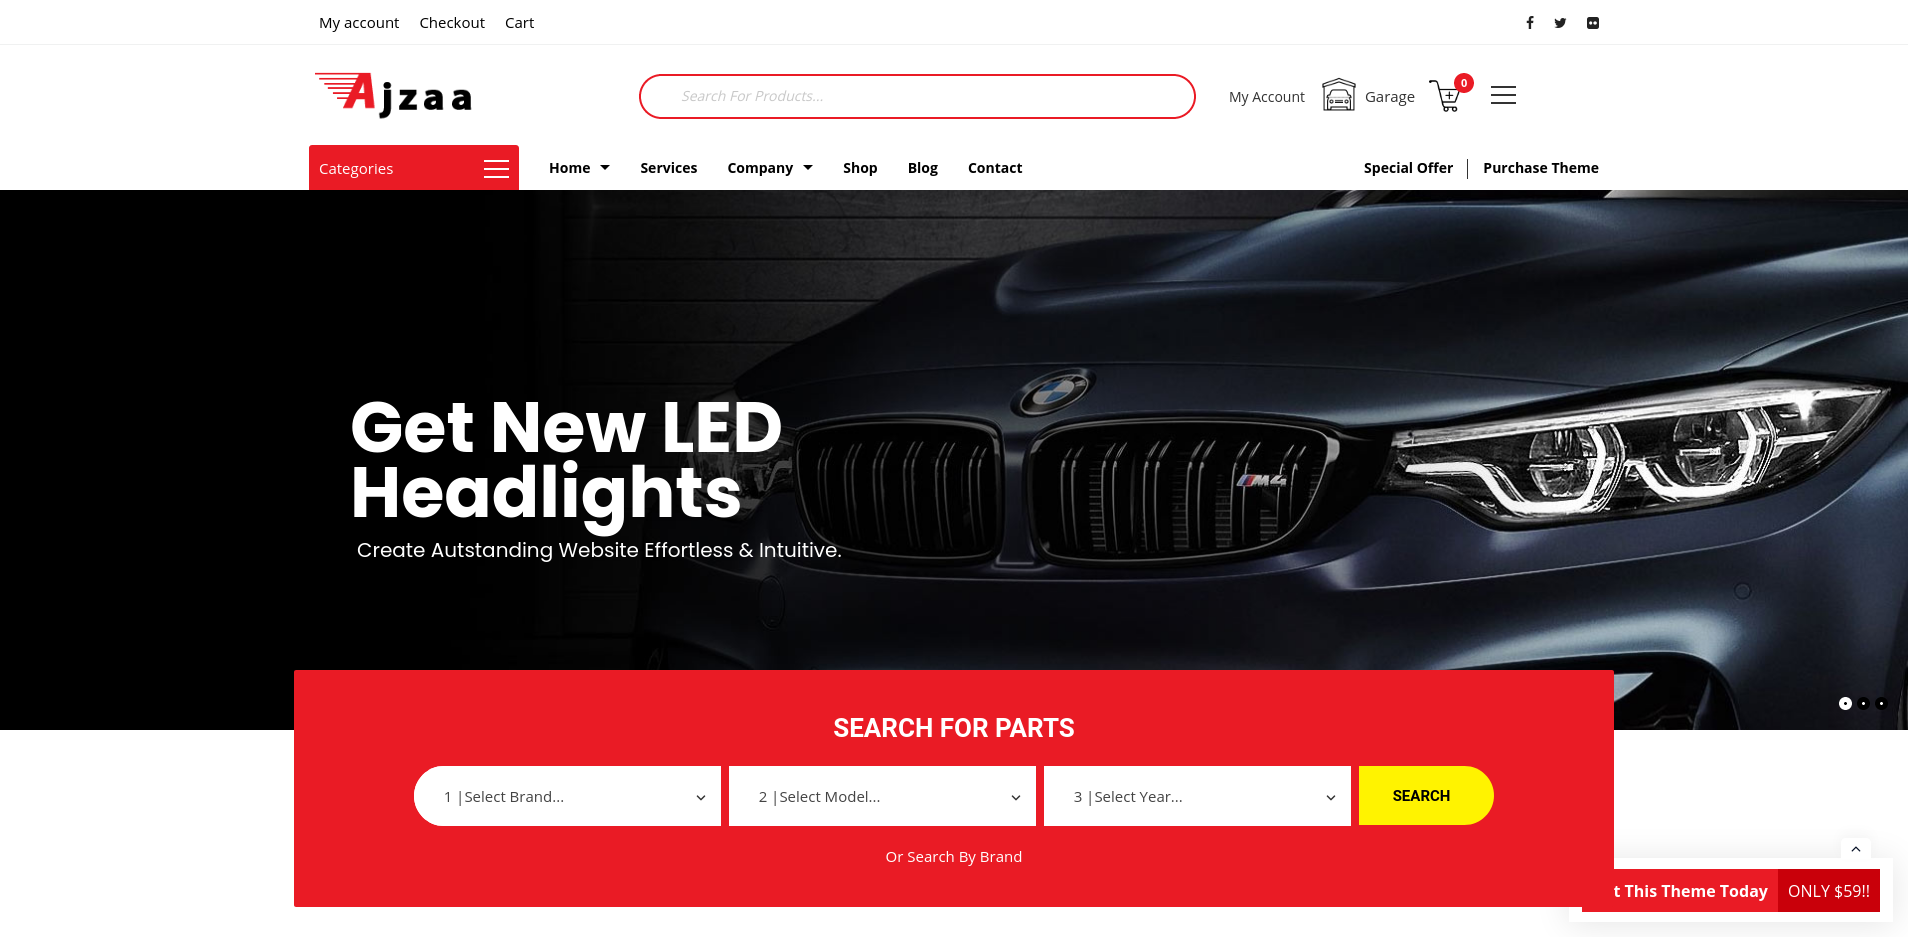 My account Checkout Cart
Ajzaa
Search For Products...
My Account
Garage
0
Categories
Home
Services
Company
Shop
Blog
Contact
Special Offer
Purchase Theme
Get New LED
Headlights
Create Autstanding Website Effortless & Intuitive.
M4
SEARCH FOR PARTS
1 |Select Brand...
2 |Select Model...
3 |Select Year...
SEARCH
Or Search By Brand
t This Theme Today
ONLY $59!!